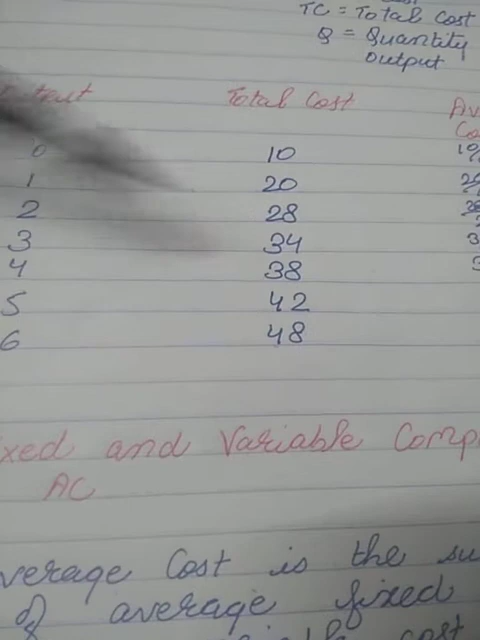 TC = Total Cost
Q = Quantity
output
Total Cost
0 10
1 20
2 28
3 34
4 38
5 42
6 48
xed and Variable Comp
AC
verage Cost is the su
of average fixed
cost